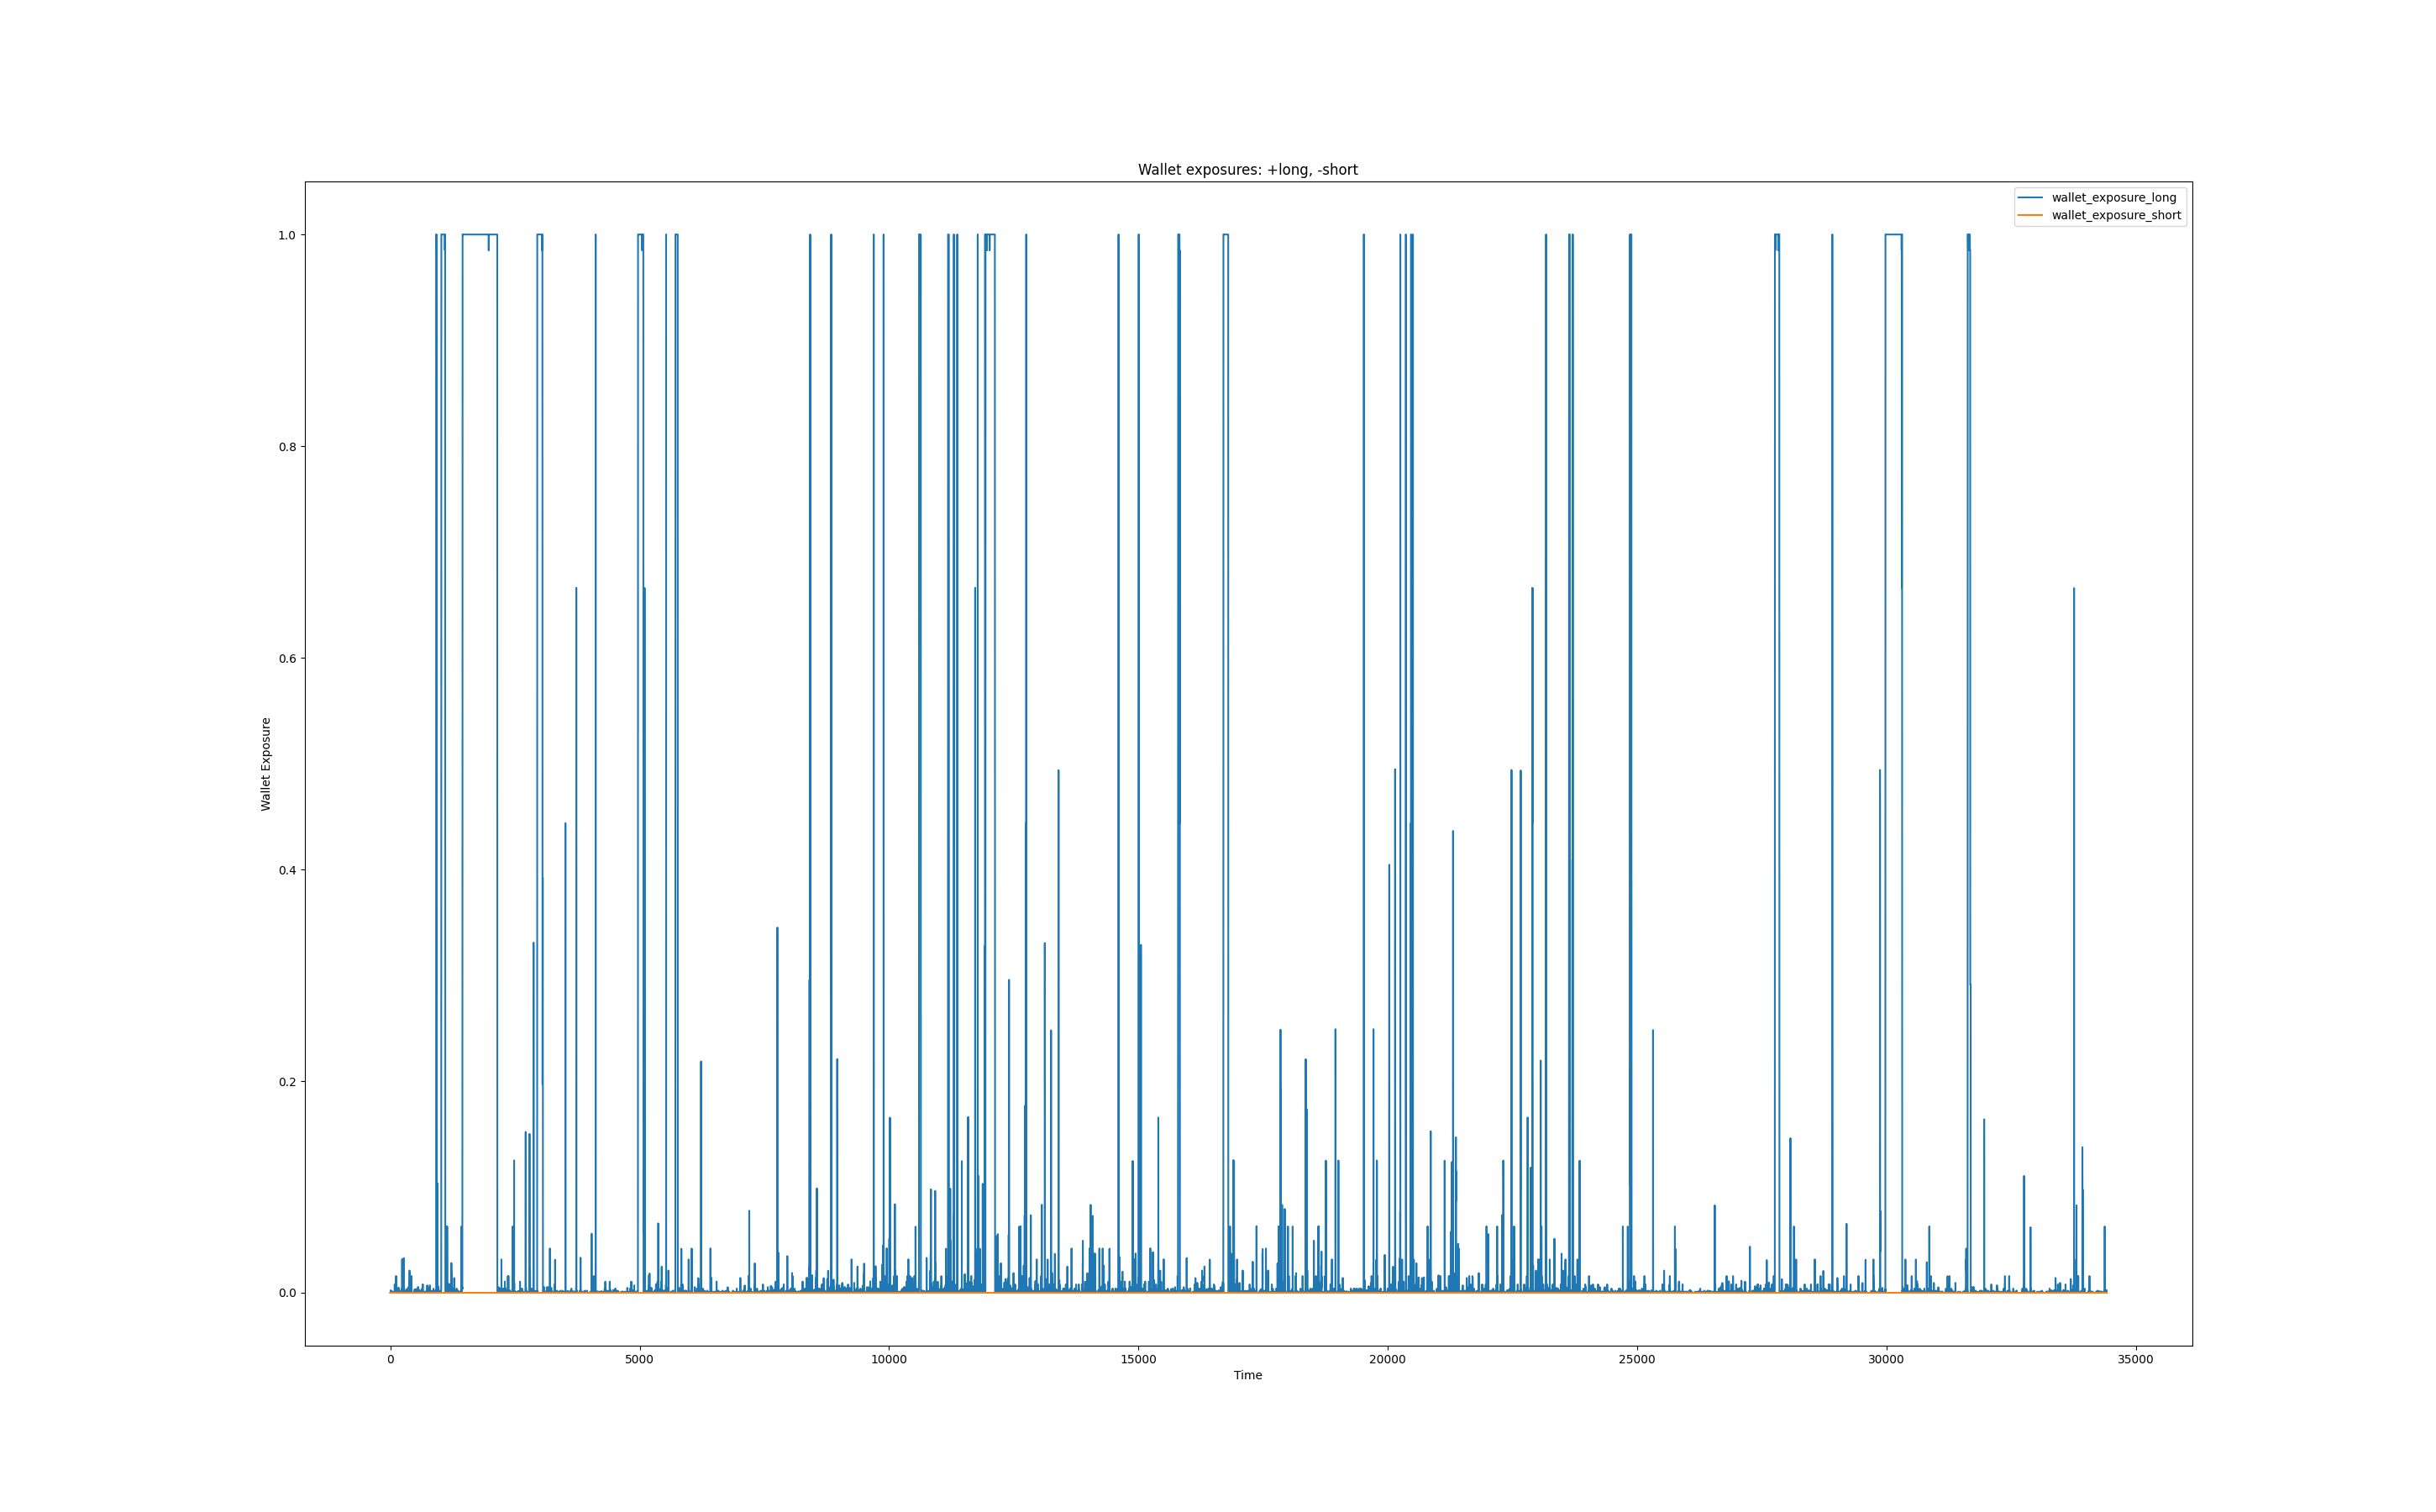 Wallet exposures: +long, -short
wallet_exposure_long
wallet_exposure_short
1.0
0.8
0.6
0.4
0.2
0.0
Wallet Exposure
0 5000 10000 15000 20000 25000 30000 35000
Time